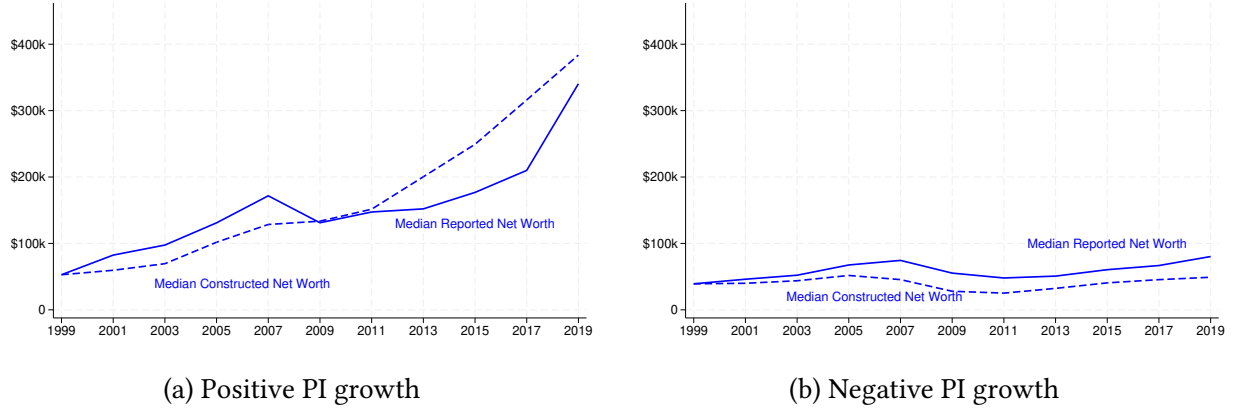 $400k
$300k
$200k
$100k
0
Median Reported Net Worth
Median Constructed Net Worth
1999 2001 2003 2005 2007 2009 2011 2013 2015 2017 2019
(a) Positive PI growth
$400k
$300k
$200k
$100k
0
Median Reported Net Worth
Median Constructed Net Worth
1999 2001 2003 2005 2007 2009 2011 2013 2015 2017 2019
(b) Negative PI growth